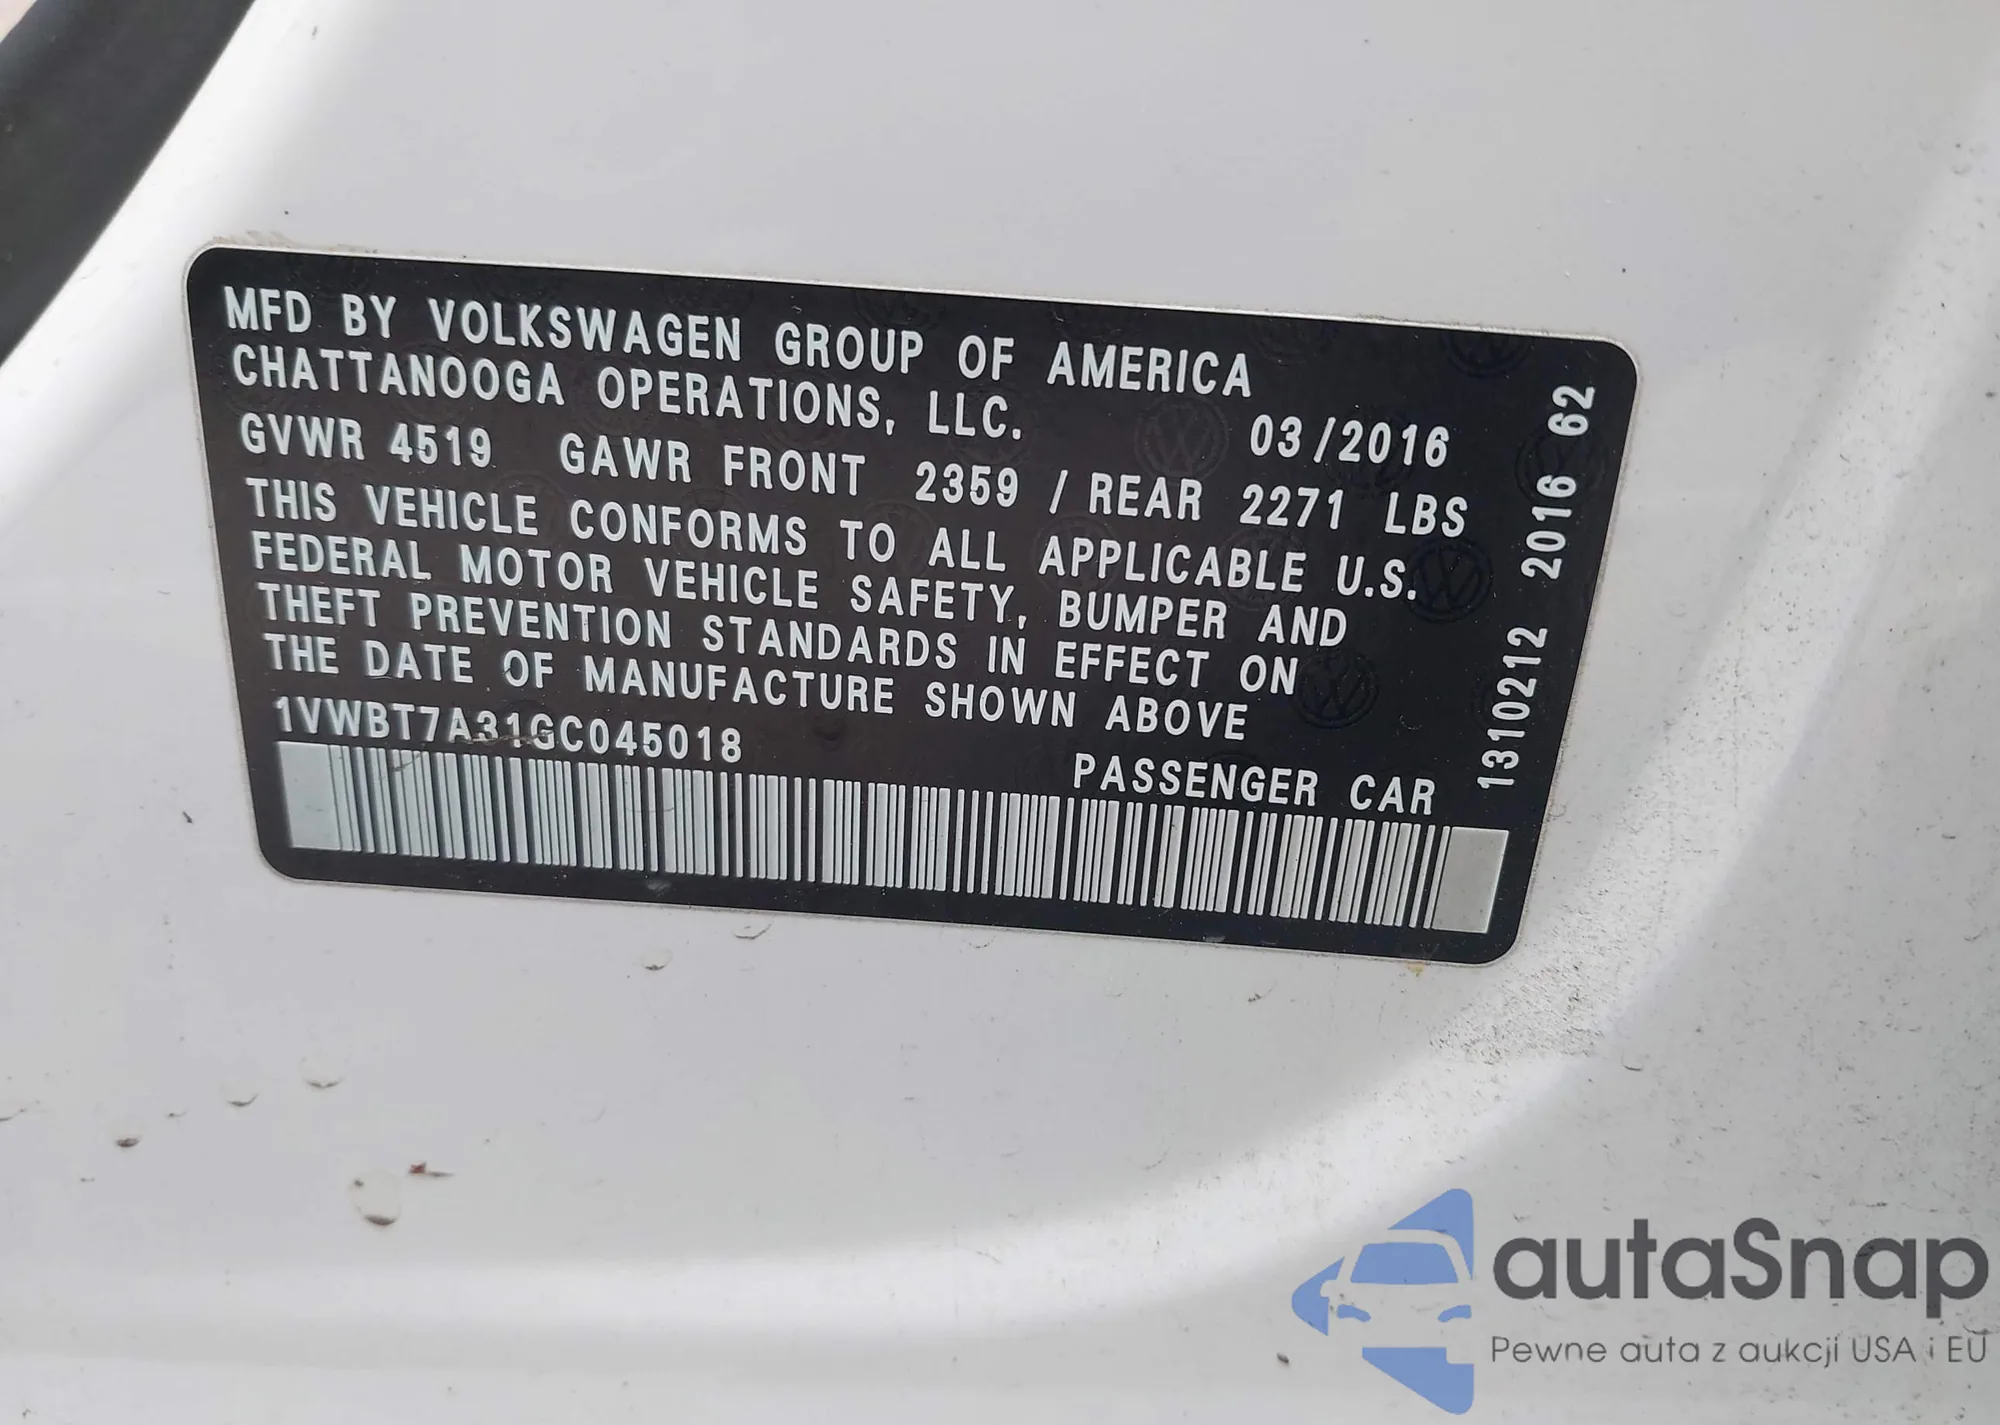 MFD BY VOLKSWAGEN GROUP OF AMERICA
CHATTANOOGA OPERATIONS, LLC.
03/2016
GVWR 4519 GAWR FRONT 2359 / REAR 2271 LBS
THIS VEHICLE CONFORMS TO ALL APPLICABLE U.S.
FEDERAL MOTOR VEHICLE SAFETY, BUMPER AND
THEFT PREVENTION STANDARDS IN EFFECT ON
THE DATE OF MANUFACTURE SHOWN ABOVE
1VWBT7A31GC045018
PASSENGER CAR
1310212 2016 62
autaSnap
Pewne auta z aukcji USA i EU